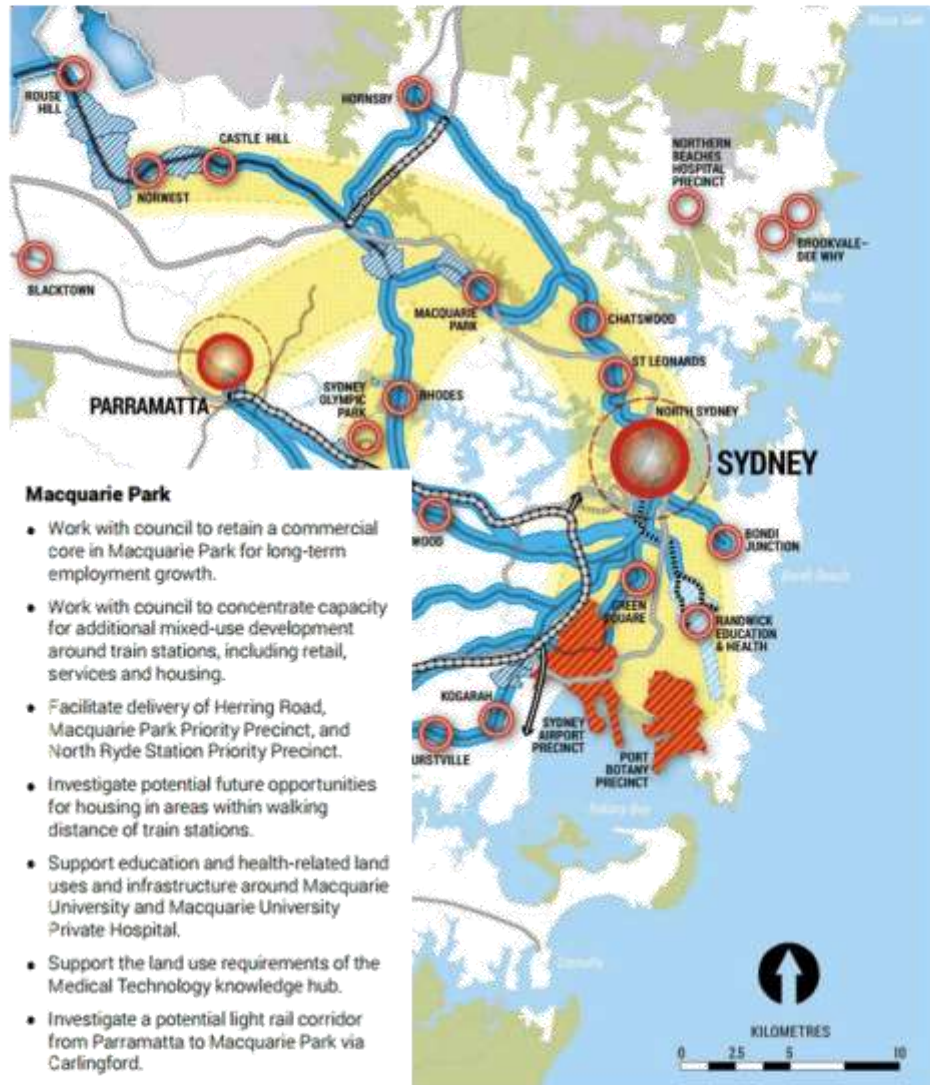 ROUSE
HILL
HORNSBY
CASTLE HILL
NORWEST
NORTHERN
BEACHES
HOSPITAL
PRECINCT
BROOKVALE–
DEE WHY
BLACKTOWN
MACQUARIE
PARK
CHATSWOOD
ST LEONARDS
PARRAMATTA
SYDNEY
OLYMPIC
PARK
RHODES
NORTH SYDNEY
SYDNEY
Macquarie Park
• Work with council to retain a commercial
core in Macquarie Park for long-term
employment growth.
• Work with council to concentrate capacity
for additional mixed-use development
around train stations, including retail,
services and housing.
• Facilitate delivery of Herring Road,
Macquarie Park Priority Precinct, and
North Ryde Station Priority Precinct.
• Investigate potential future opportunities
for housing in areas within walking
distance of train stations.
• Support education and health-related land
uses and infrastructure around Macquarie
University and Macquarie University
Private Hospital.
• Support the land use requirements of the
Medical Technology knowledge hub.
• Investigate a potential light rail corridor
from Parramatta to Macquarie Park via
Carlingford.
WOOD
BONDI
JUNCTION
GREEN
SQUARE
RANDWICK
EDUCATION
& HEALTH
KOGARAH
URSTVILLE
SYDNEY
AIRPORT
PRECINCT
PORT
BOTANY
PRECINCT
KILOMETRES
0 2.5 5 10